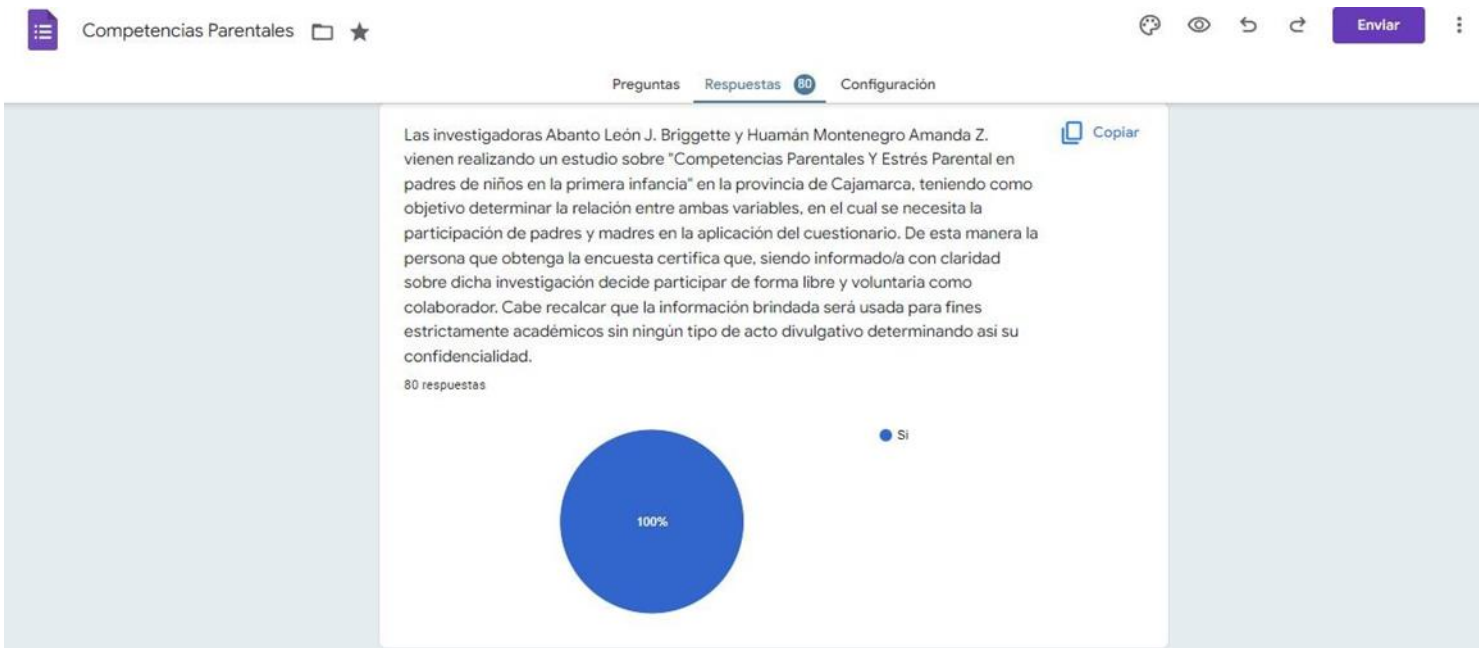 Competencias Parentales
Enviar
Preguntas Respuestas 80 Configuración
Las investigadoras Abanto León J. Briggette y Huamán Montenegro Amanda Z.
Copiar
vienen realizando un estudio sobre "Competencias Parentales Y Estrés Parental en
padres de niños en la primera infancia" en la provincia de Cajamarca, teniendo como
objetivo determinar la relación entre ambas variables, en el cual se necesita la
participación de padres y madres en la aplicación del cuestionario. De esta manera la
persona que obtenga la encuesta certifica que, siendo informado/a con claridad
sobre dicha investigación decide participar de forma libre y voluntaria como
colaborador. Cabe recalcar que la información brindada será usada para fines
estrictamente académicos sin ningún tipo de acto divulgativo determinando así su
confidencialidad.
80 respuestas
Si
100%